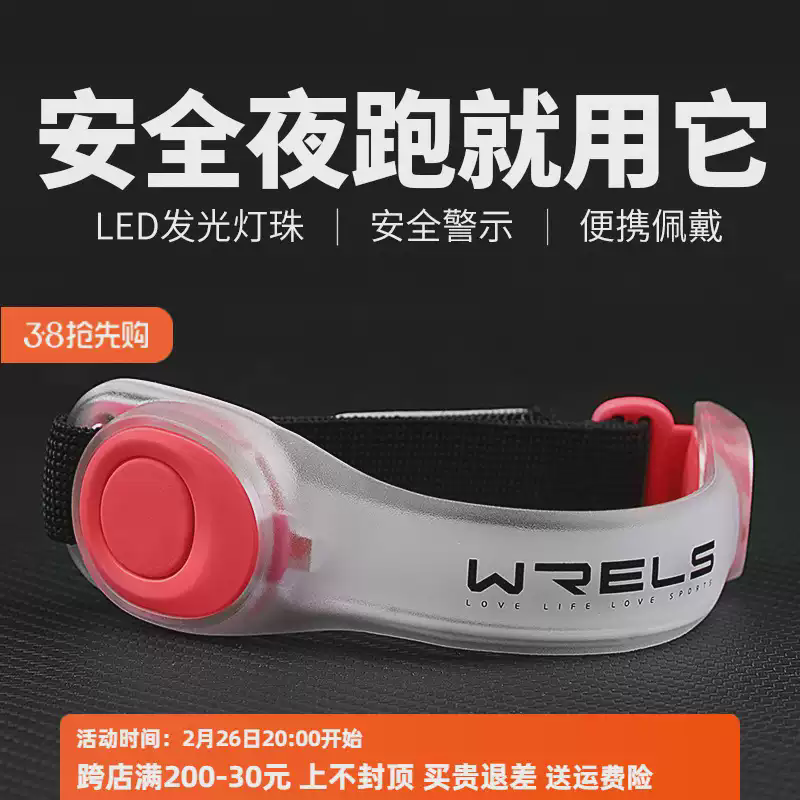 安全夜跑就用它
LED发光灯珠 | 安全警示 | 便携佩戴
3·8抢先购
WRELS
LOVE LIFE LOVE SPORTS
活动时间：2月26日20:00开始
跨店满200-30元 上不封顶 买贵退差 送运费险